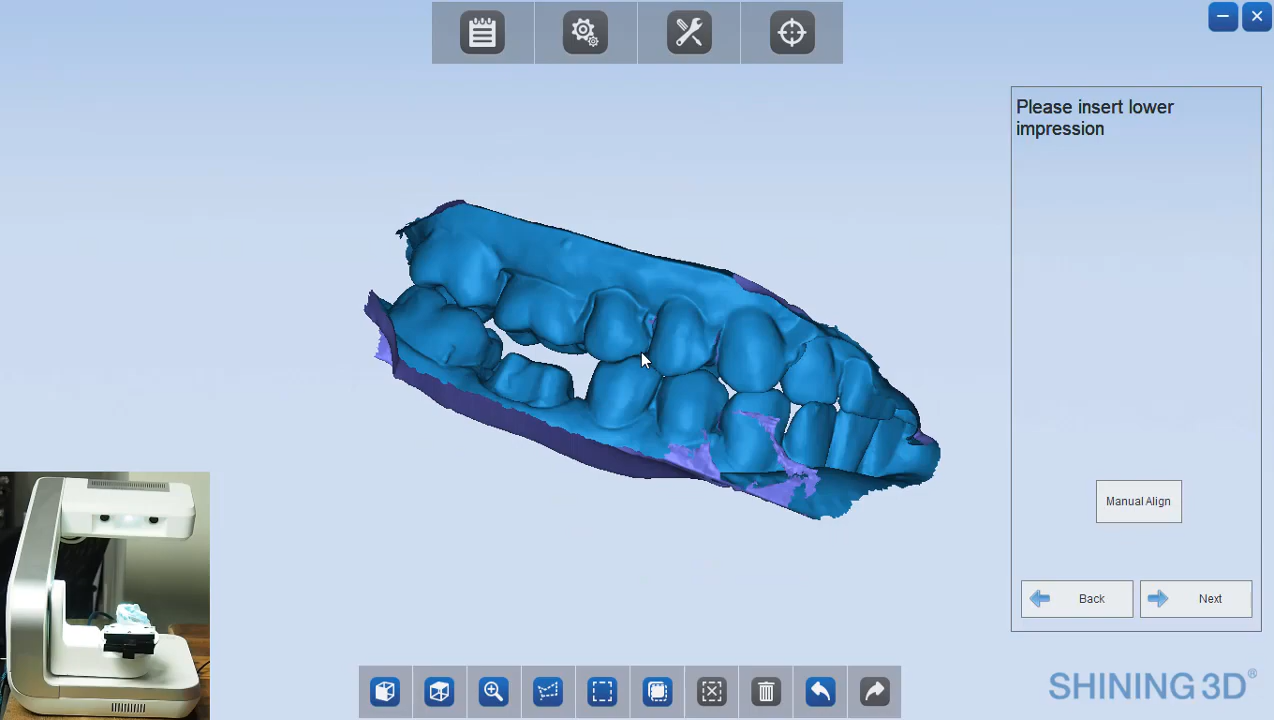 Please insert lower
impression
Manual Align
Back
Next
SHINING 3D®